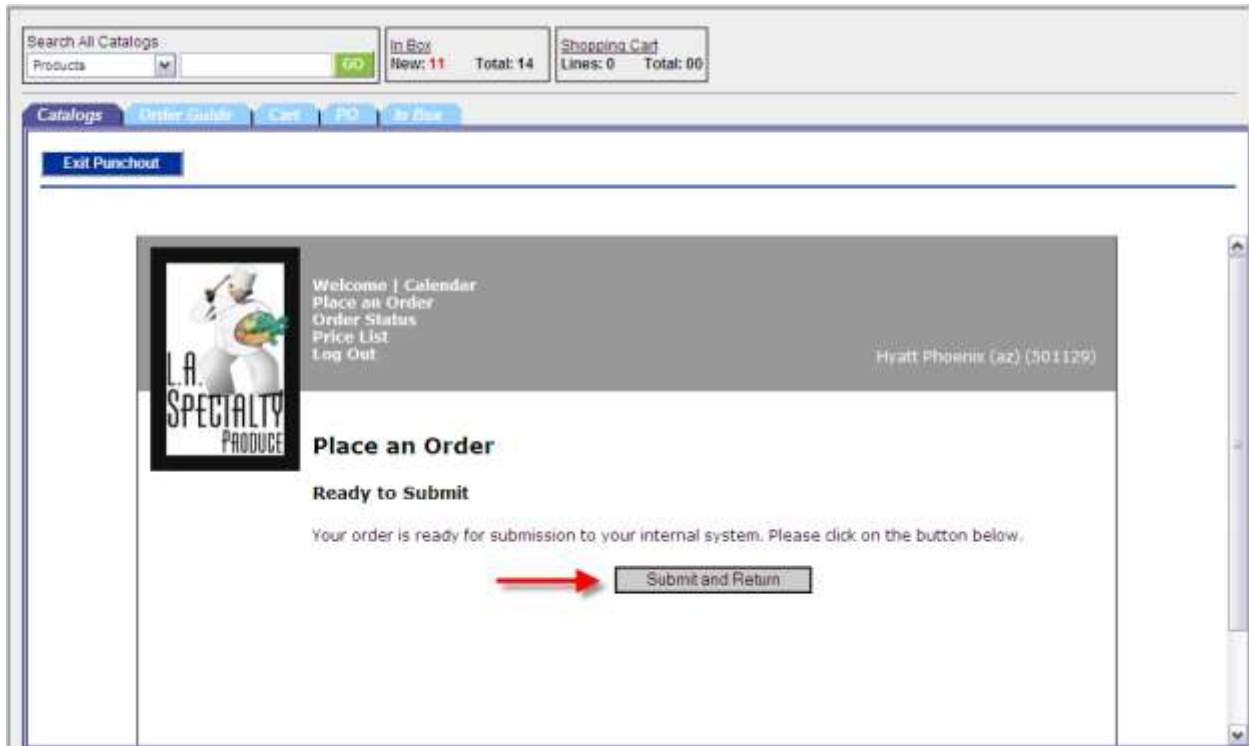 Search All Catalogs
Products
GO
In Box
New: 11 Total: 14
Shopping Cart
Lines: 0 Total: 00
Catalogs Order Guide Cart PO In Box
Exit Punchout
L.A.
SPECIALTY
PRODUCE
Welcome | Calendar
Place an Order
Order Status
Price List
Log Out
Hyatt Phoenix (az) (501129)
Place an Order
Ready to Submit
Your order is ready for submission to your internal system. Please click on the button below.
Submit and Return